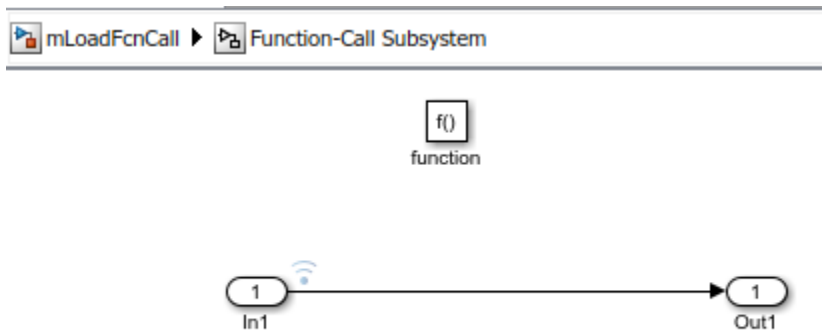 mLoadFcnCall Function-Call Subsystem
f()
function
1 1
In1 Out1